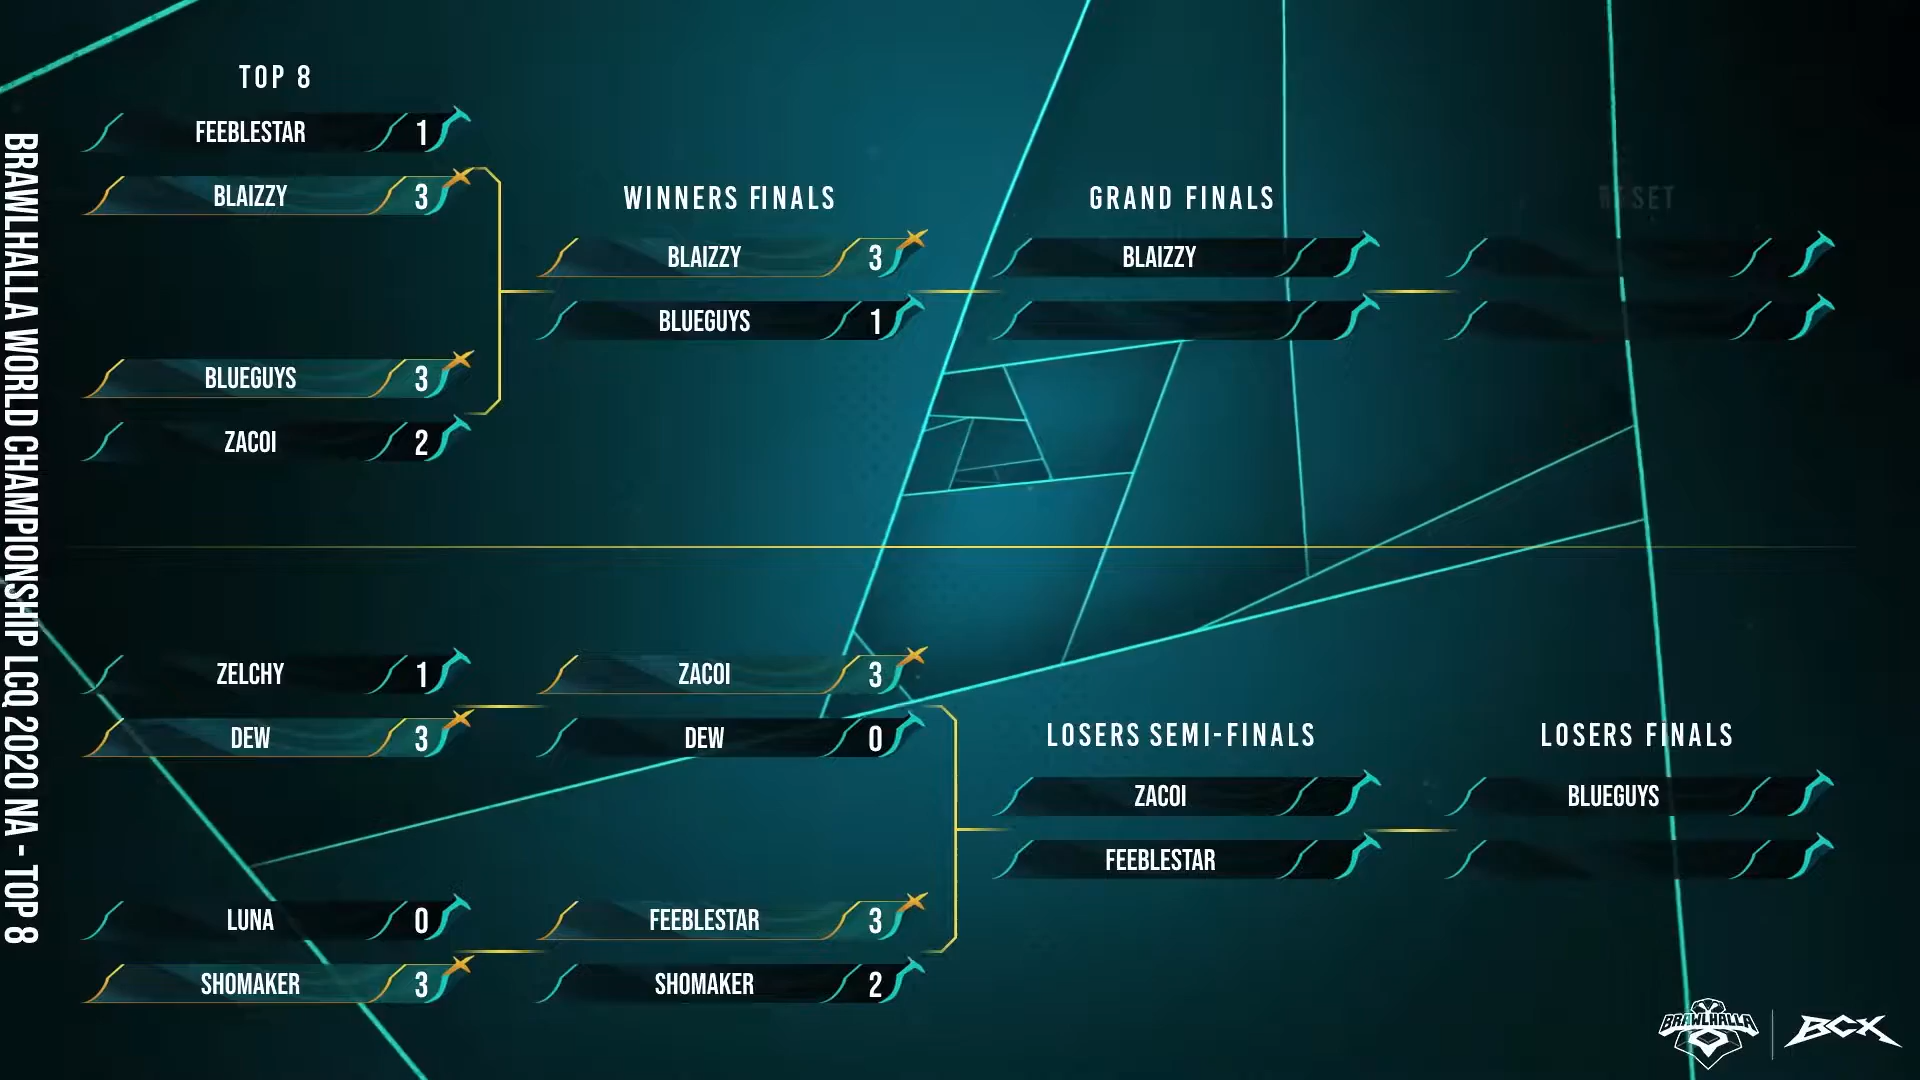 BRAWLHALLA WORLD CHAMPIONSHIP LCQ 2020 NA - TOP 8
TOP 8
FEEBLESTAR 1
BLAIZZY 3
BLUEGUYS 3
ZACOI 2
WINNERS FINALS
BLAIZZY 3
BLUEGUYS 1
GRAND FINALS
BLAIZZY
RESET
ZELCHY 1
DEW 3
LUNA 0
SHOMAKER 3
ZACOI 3
DEW 0
FEEBLESTAR 3
SHOMAKER 2
LOSERS SEMI-FINALS
ZACOI
FEEBLESTAR
LOSERS FINALS
BLUEGUYS
BRAWLHALLA
BCX